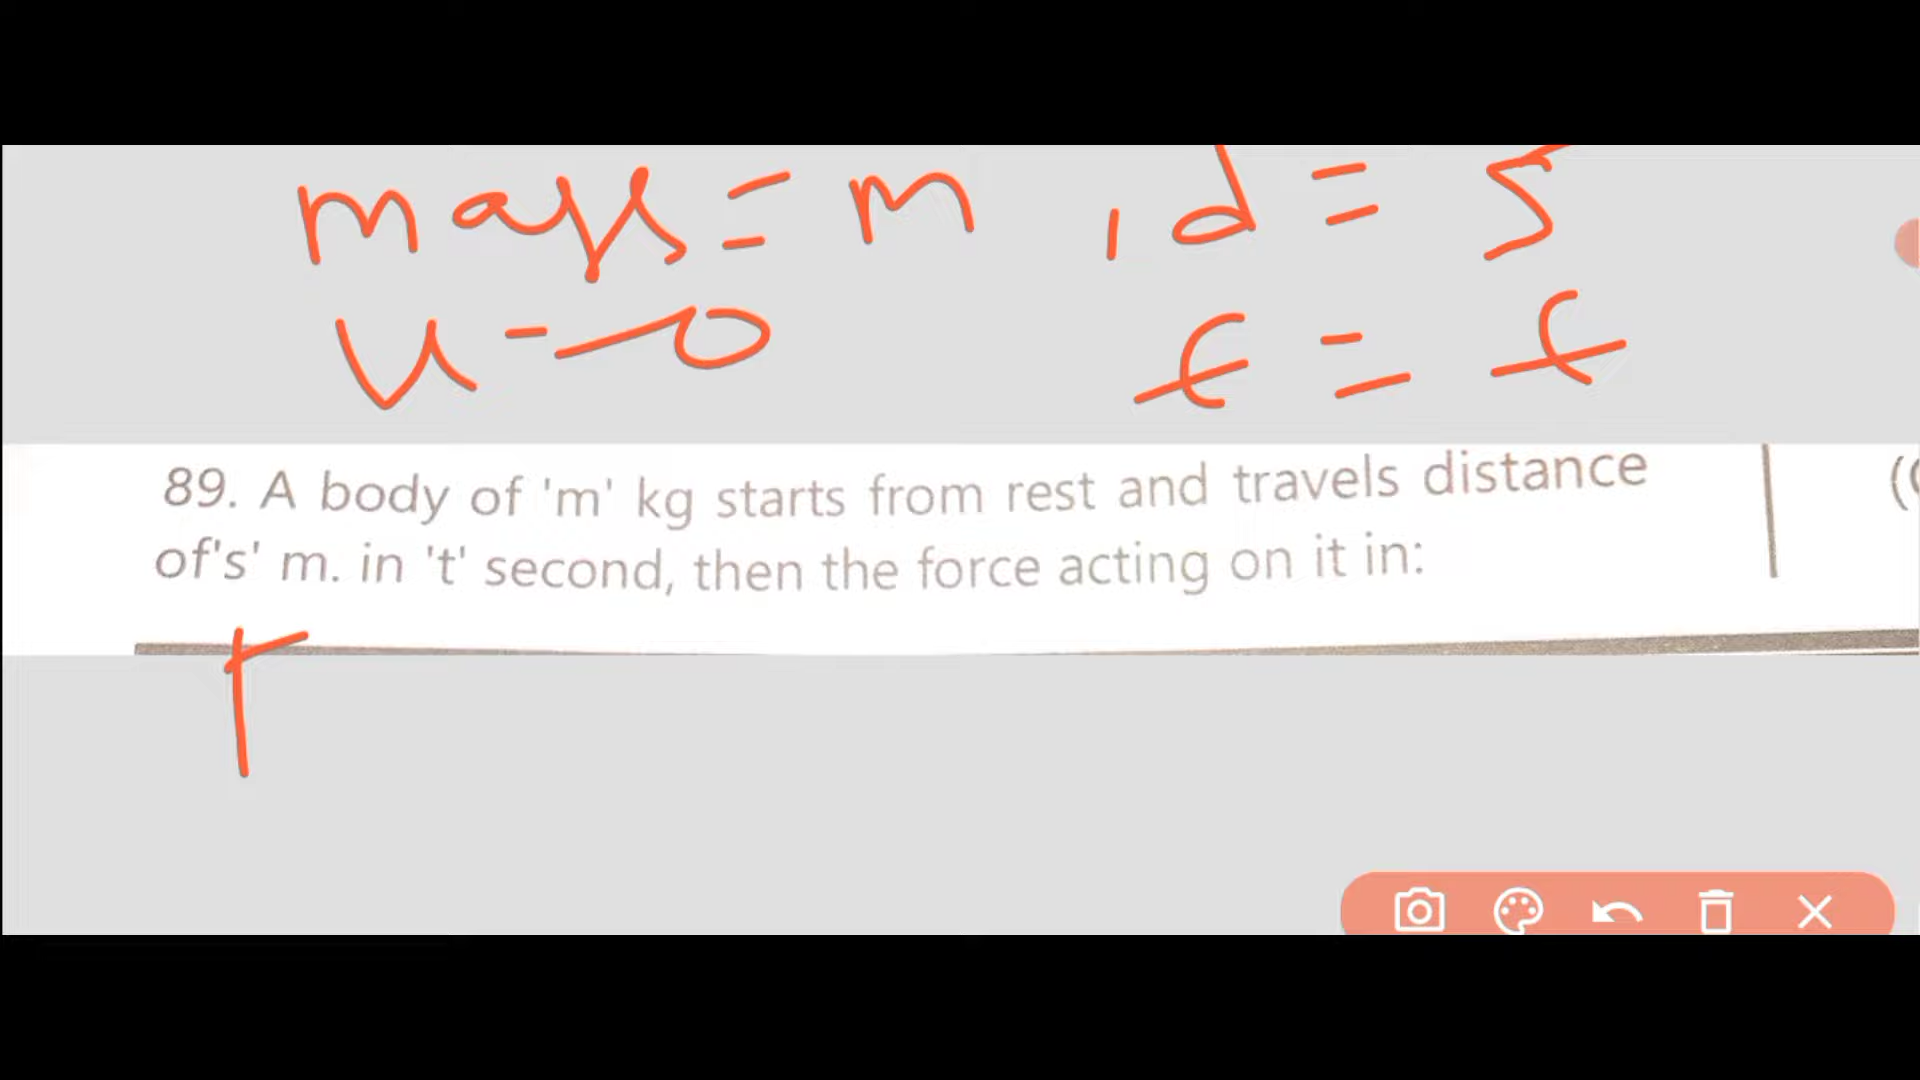 mass = m , d = s
u = 0 t = t
89. A body of 'm' kg starts from rest and travels distance
of's' m. in 't' second, then the force acting on it in: